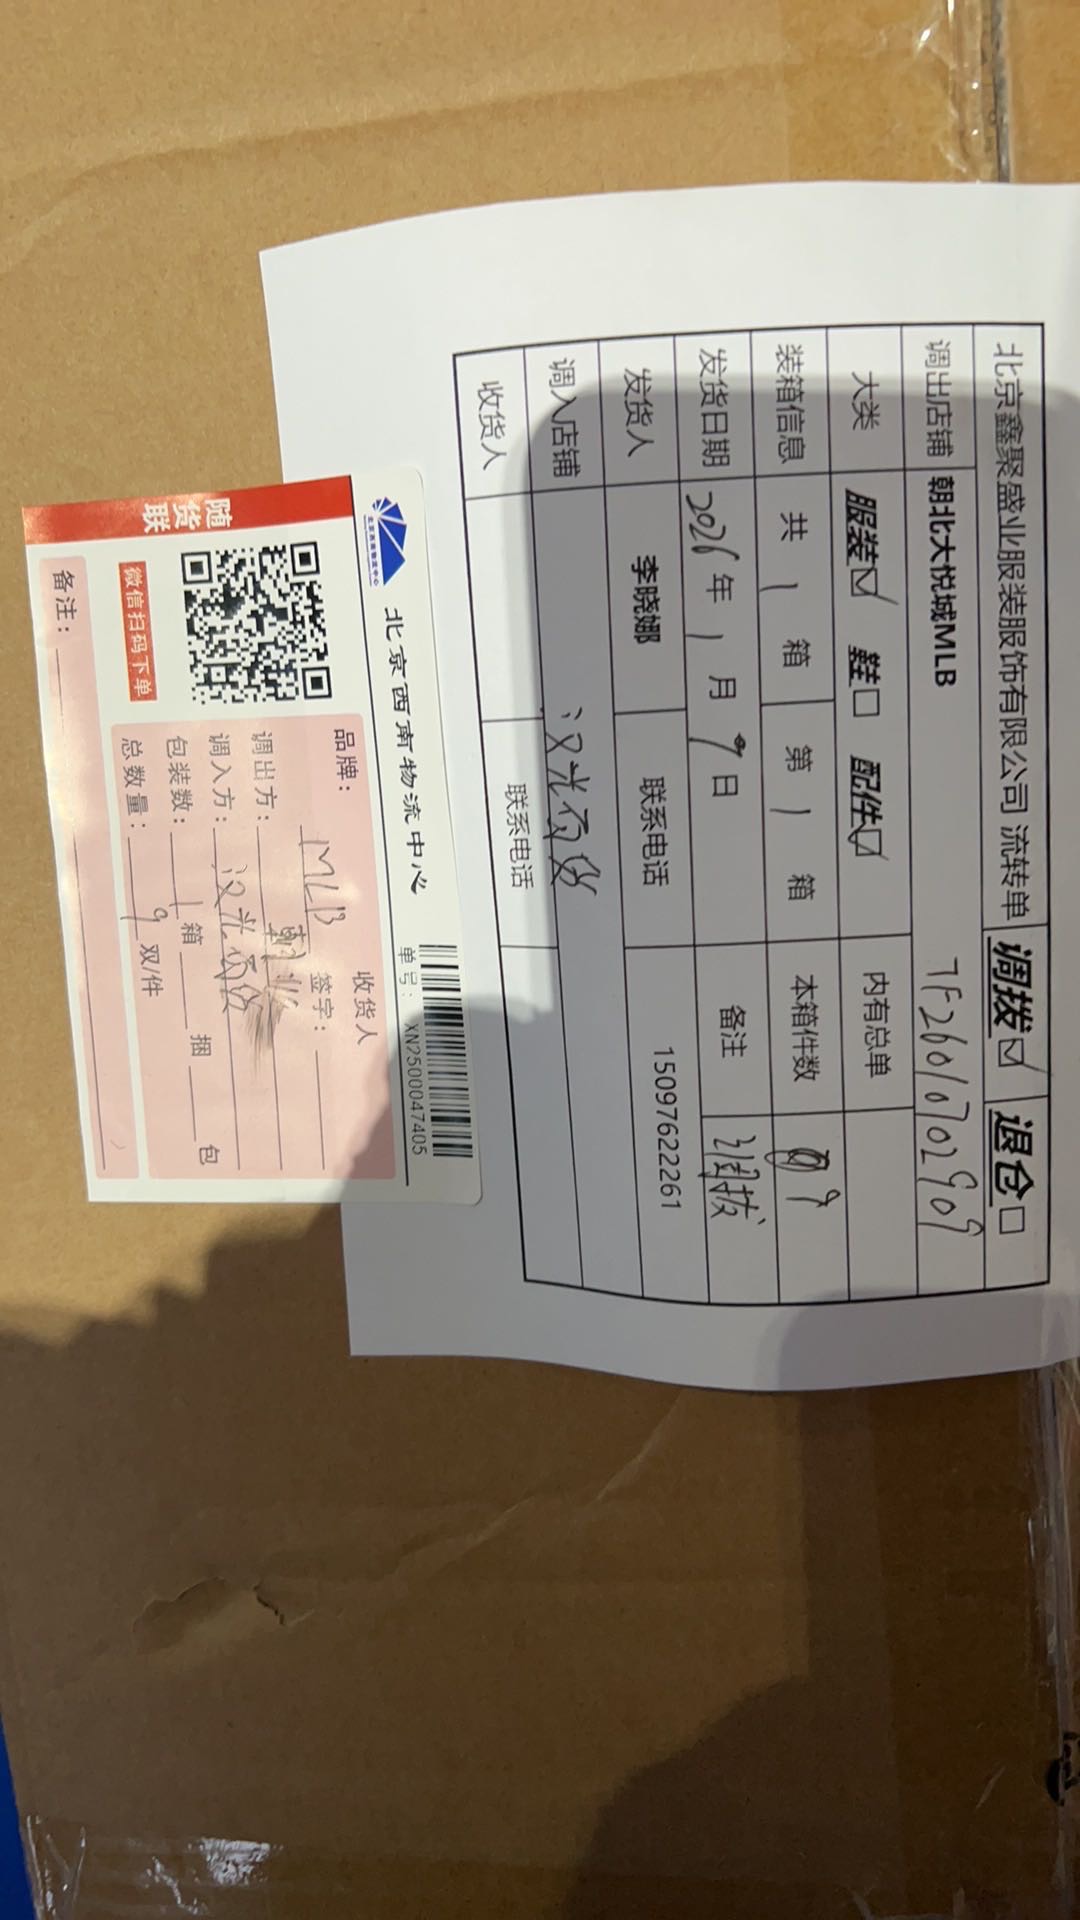 北京鑫聚盛业服装服饰有限公司 流转单 调拨☑ 退仓□
调出店铺 朝北大悦城MLB TF26010702909
大类 服装☑ 鞋□ 配件☑ 内有总单
装箱信息 共 1 箱 第 1 箱 本箱件数 9
发货日期 2026年1月9日 备注 调拨
发货人 李晓娜 联系电话 15097622261
调入店铺 汉光百货
收货人 联系电话
北京西南物流中心 单号: XN2500047405
品牌: MLB 收货人
签字:
调出方: 朝北
调入方: 汉光百货
包装数: 1 箱 捆 包
总数量: 9 双/件
微信扫码下单
备注:
随货联